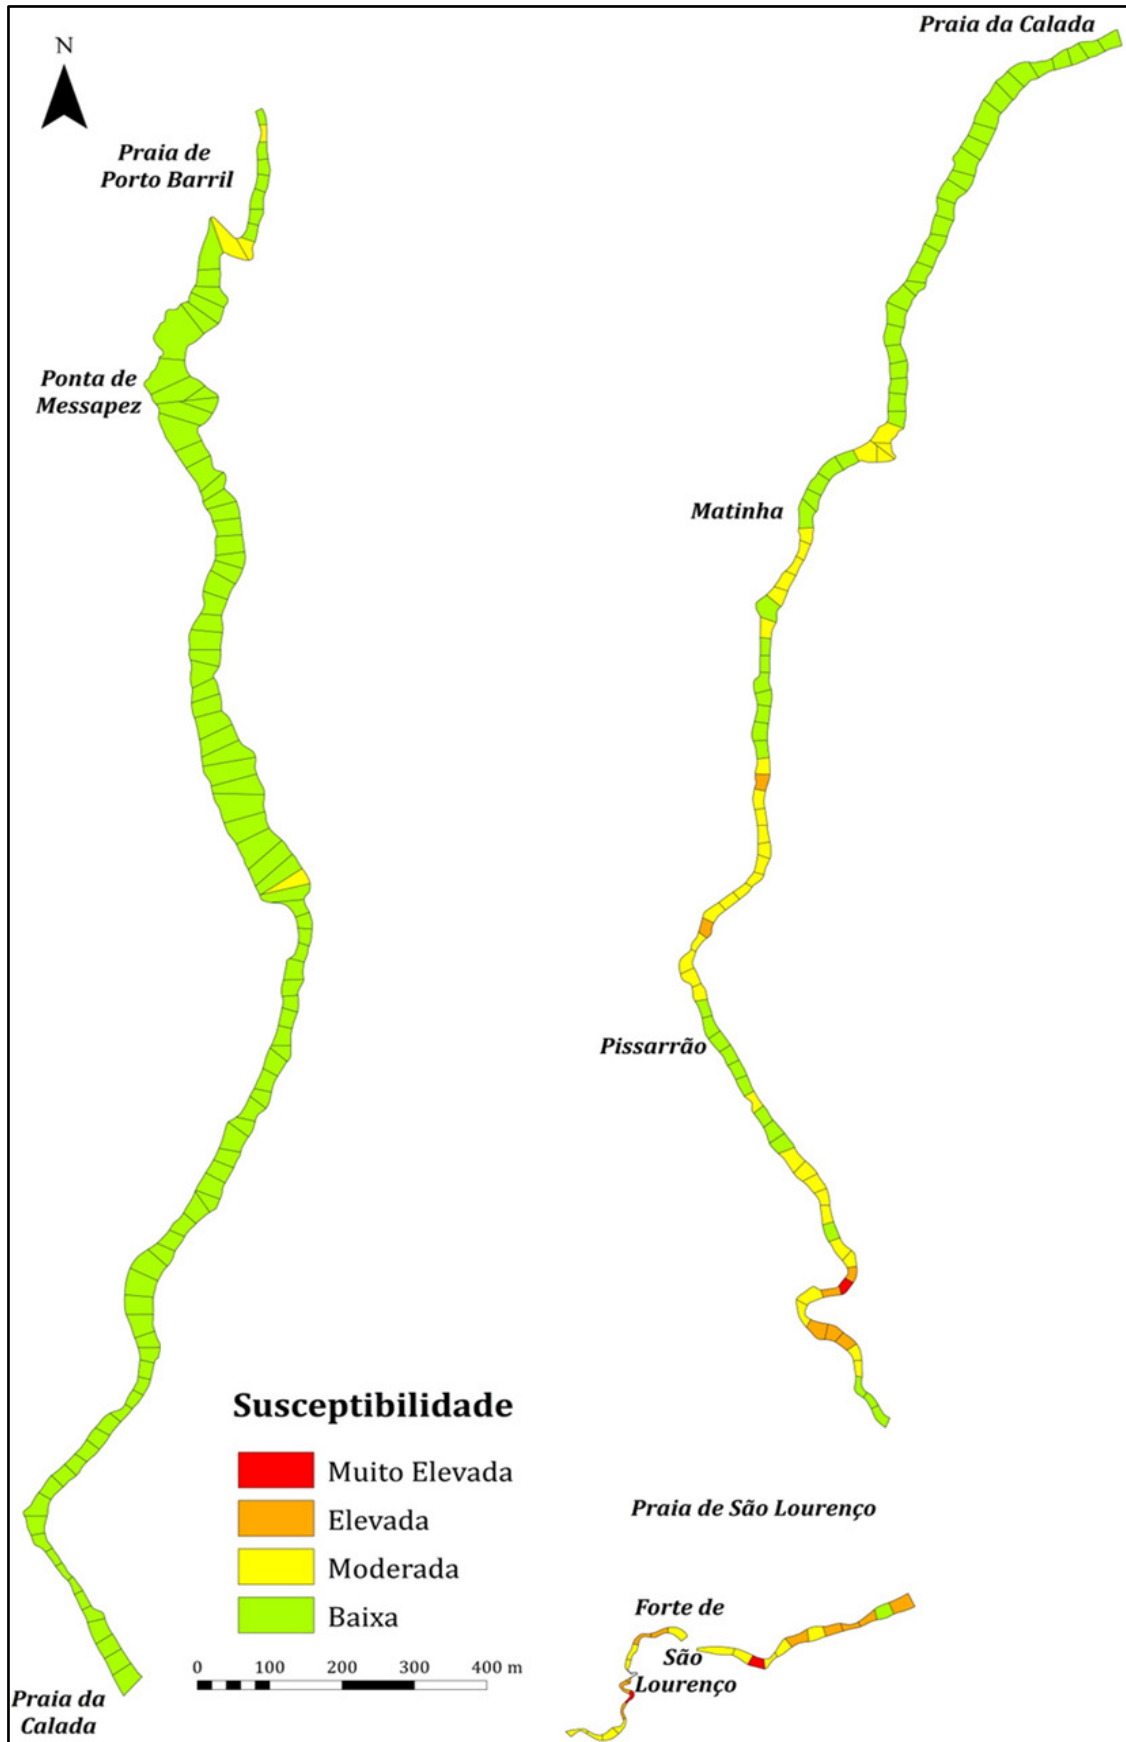 Praia da Calada
N
Praia de
Porto Barril
Ponta de
Messapez
Matinha
Pissarrão
Susceptibilidade
Muito Elevada
Elevada
Moderada
Baixa
0 100 200 300 400 m
Praia de São Lourenço
Forte de
São
Lourenço
Praia da
Calada